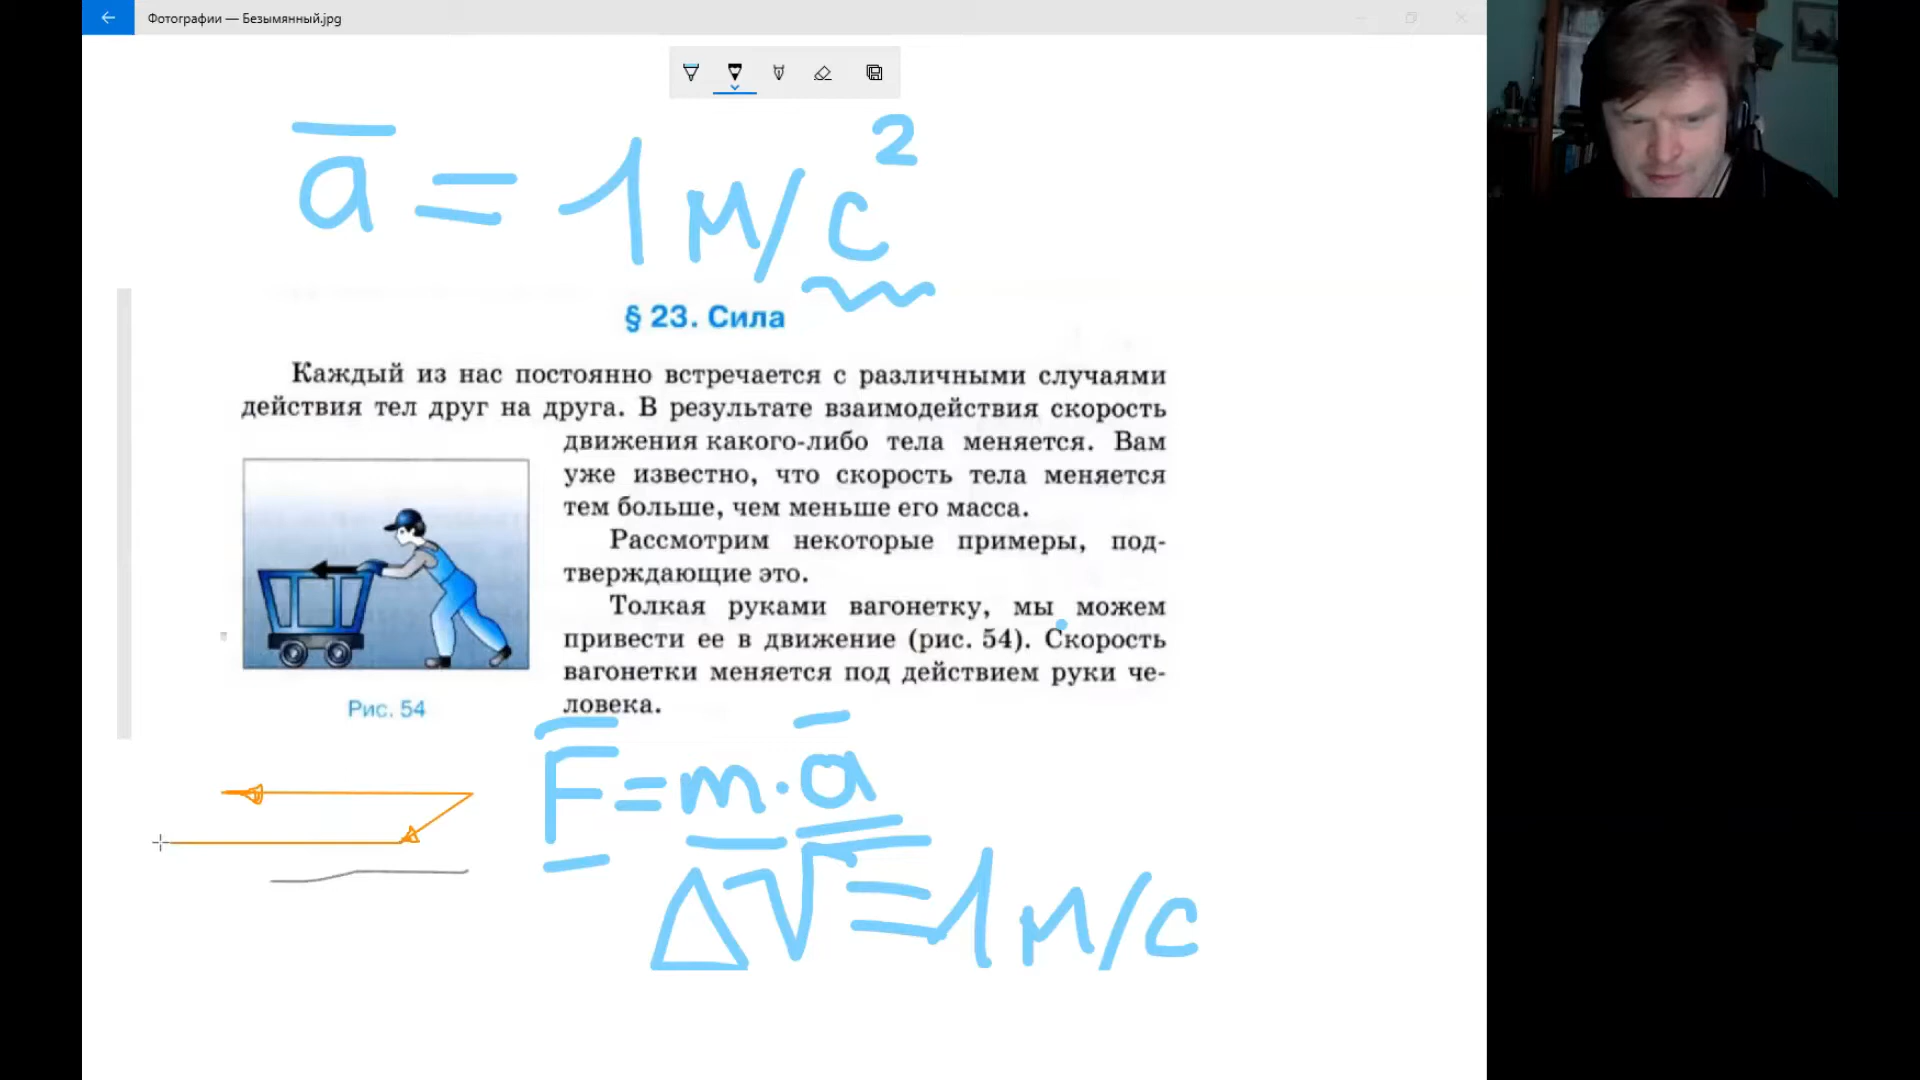 Фотографии — Безымянный.jpg
a = 1 м/с²
§ 23. Сила
Каждый из нас постоянно встречается с различными случаями
действия тел друг на друга. В результате взаимодействия скорость
движения какого-либо тела меняется. Вам
уже известно, что скорость тела меняется
тем больше, чем меньше его масса.
Рассмотрим некоторые примеры, под-
тверждающие это.
Толкая руками вагонетку, мы можем
привести ее в движение (рис. 54). Скорость
вагонетки меняется под действием руки че-
ловека.
Рис. 54
F = m · a
Δv = 1 м/с